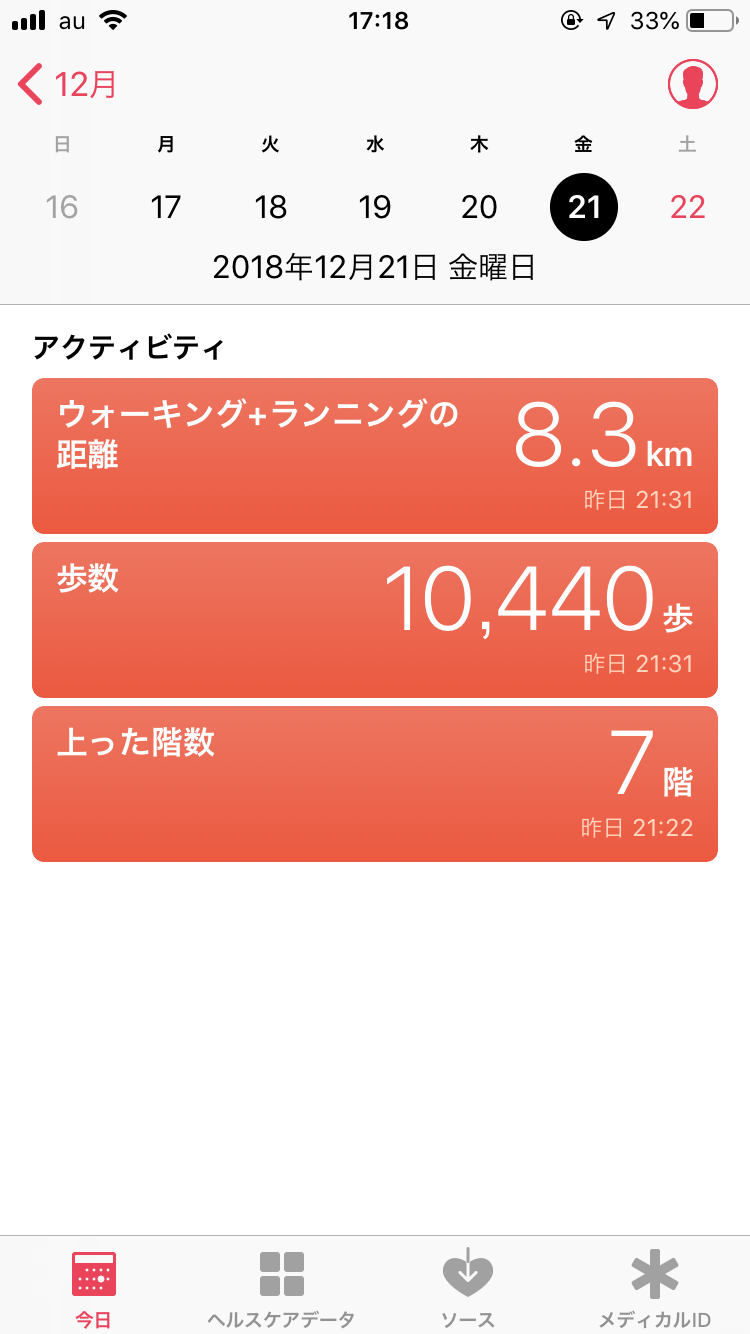 au 17:18 33%
12月
日 月 火 水 木 金 土
16 17 18 19 20 21 22
2018年12月21日 金曜日
アクティビティ
ウォーキング+ランニングの
距離
8.3 km
昨日 21:31
歩数
10,440 歩
昨日 21:31
上った階数
7 階
昨日 21:22
今日 ヘルスケアデータ ソース メディカルID